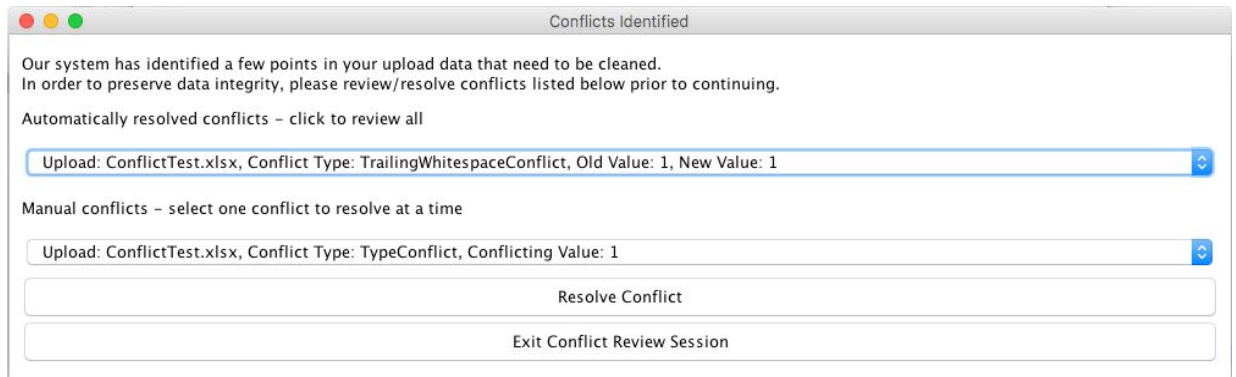 Conflicts Identified
Our system has identified a few points in your upload data that need to be cleaned.
In order to preserve data integrity, please review/resolve conflicts listed below prior to continuing.
Automatically resolved conflicts – click to review all
Upload: ConflictTest.xlsx, Conflict Type: TrailingWhitespaceConflict, Old Value: 1, New Value: 1
Manual conflicts – select one conflict to resolve at a time
Upload: ConflictTest.xlsx, Conflict Type: TypeConflict, Conflicting Value: 1
Resolve Conflict
Exit Conflict Review Session